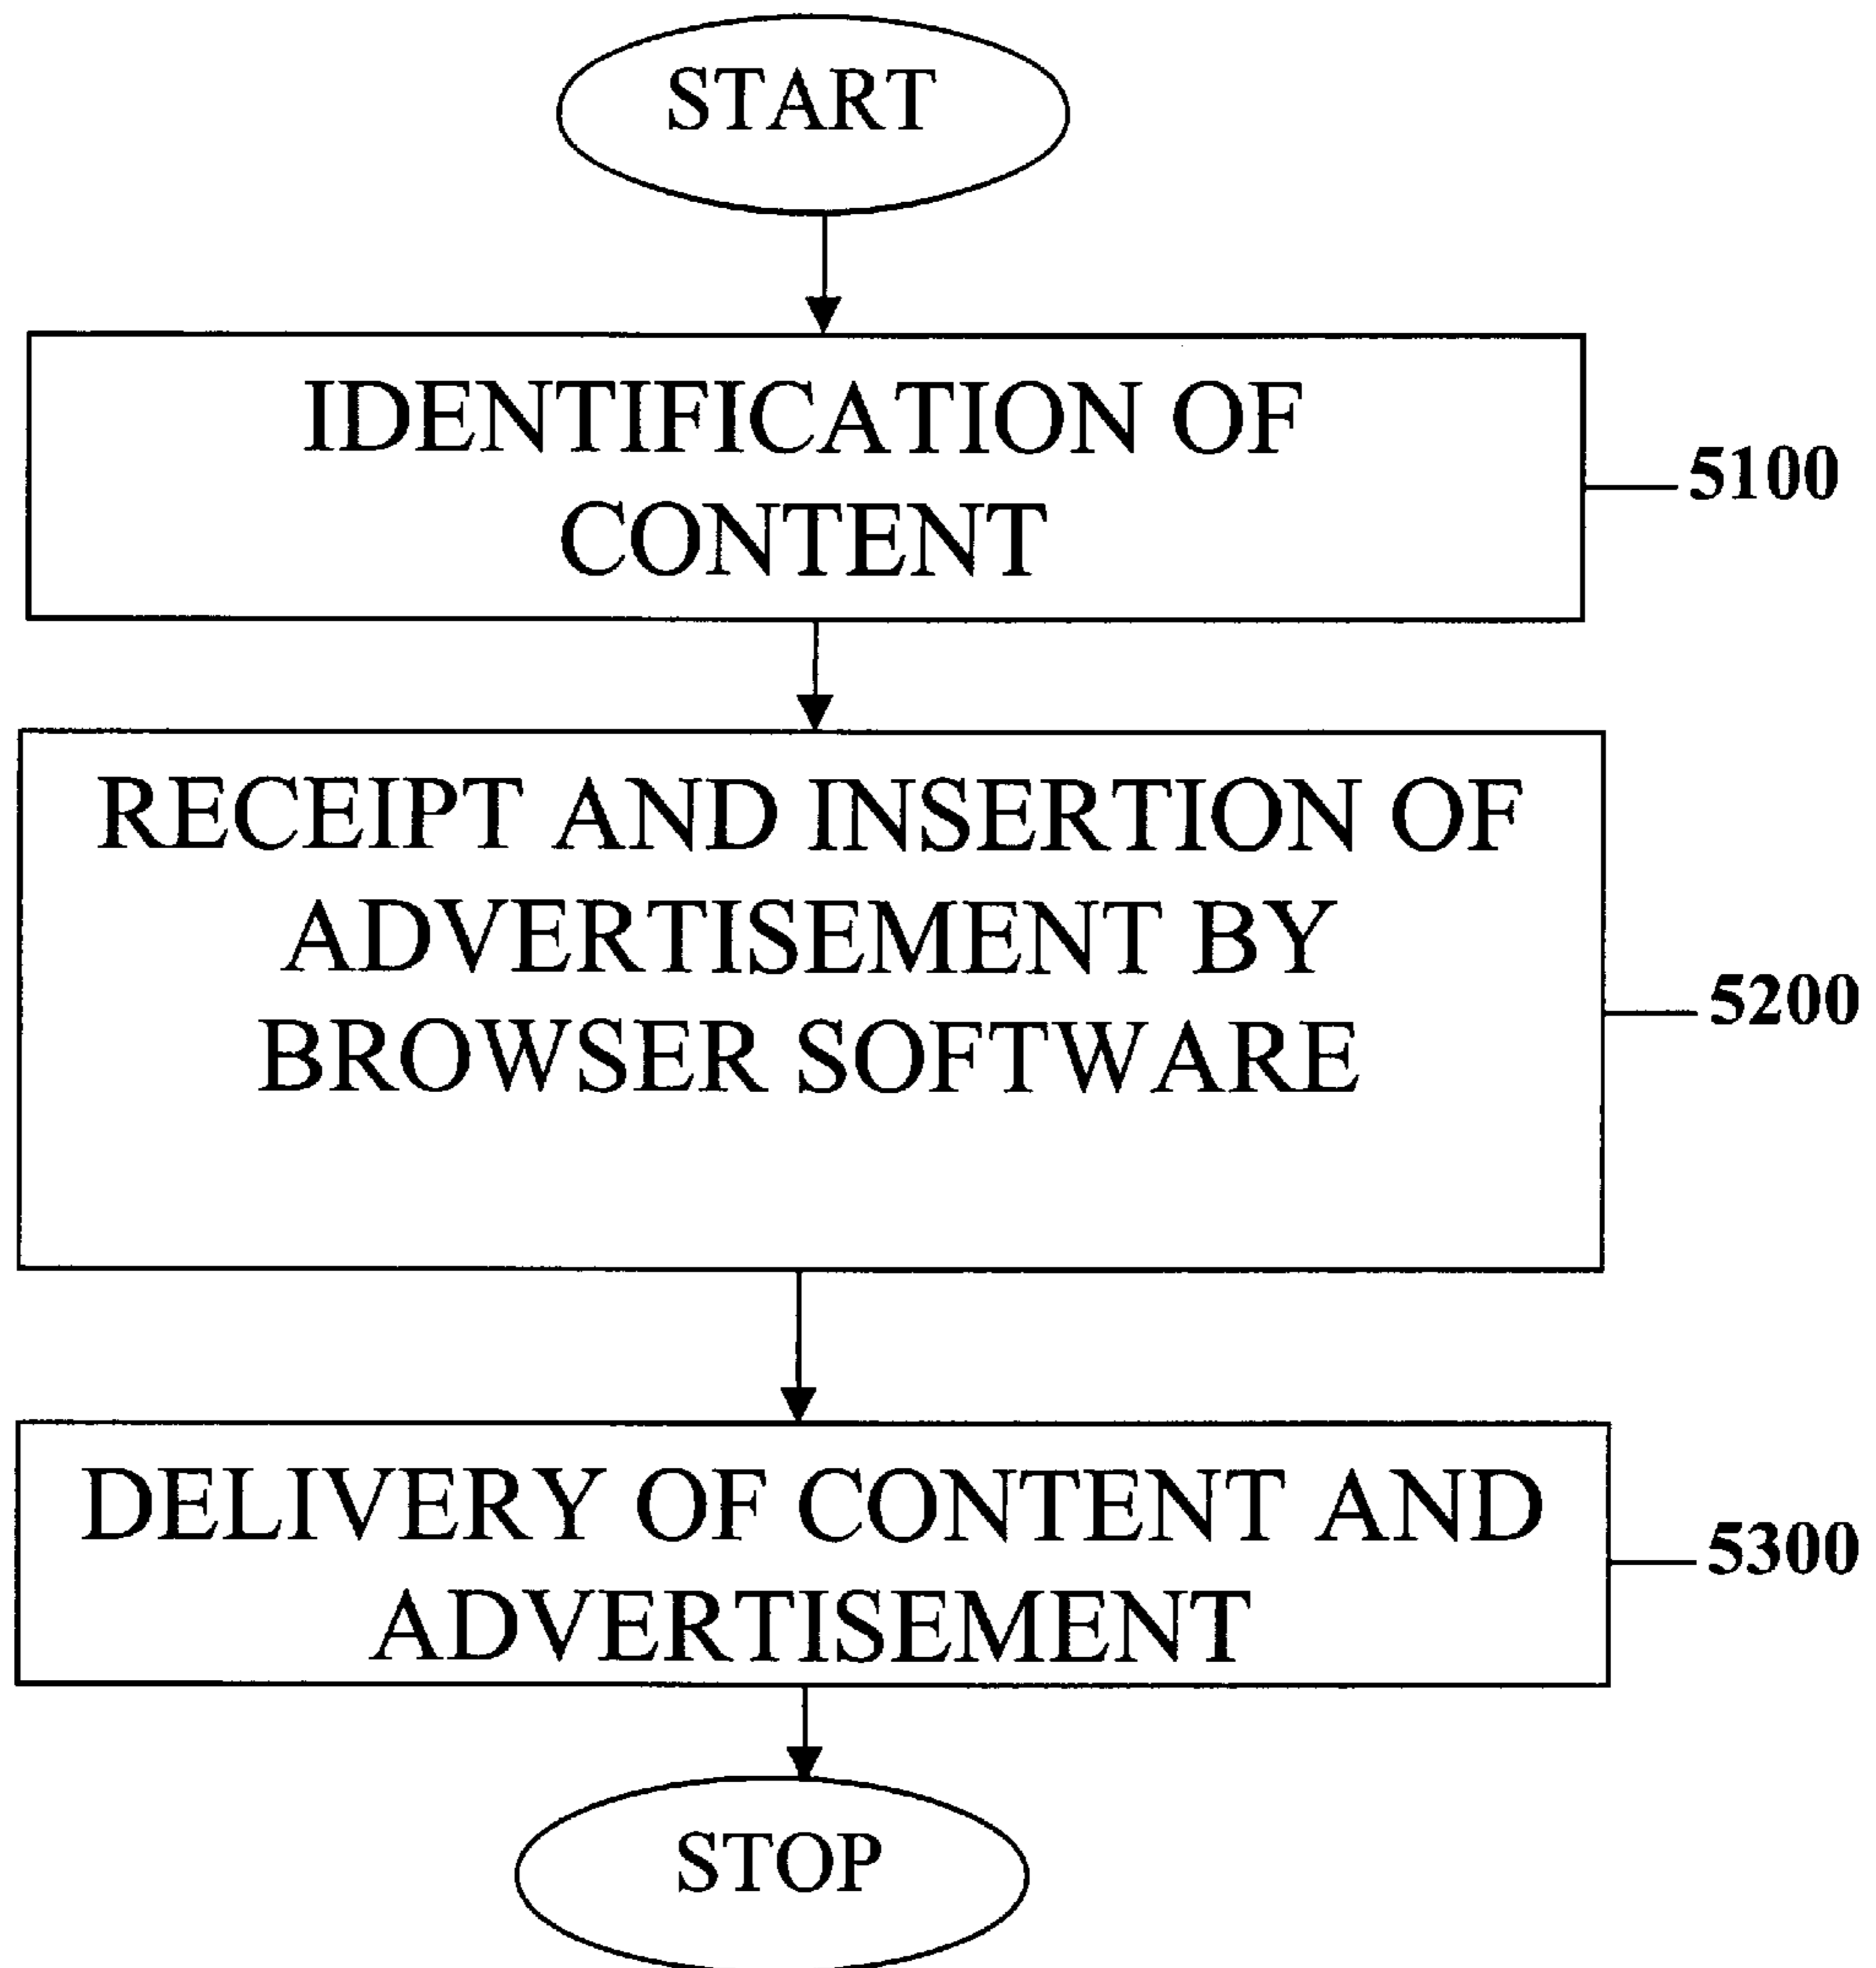 START
IDENTIFICATION OF
CONTENT
5100
RECEIPT AND INSERTION OF
ADVERTISEMENT BY
BROWSER SOFTWARE
5200
DELIVERY OF CONTENT AND
ADVERTISEMENT
5300
STOP